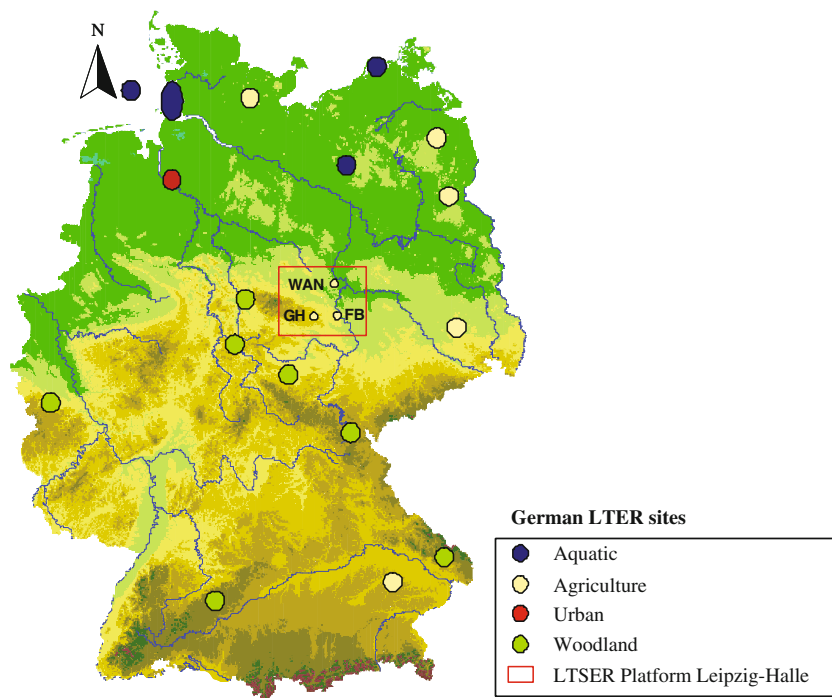 N
WAN
GH
FB
German LTER sites
Aquatic
Agriculture
Urban
Woodland
LTSER Platform Leipzig-Halle